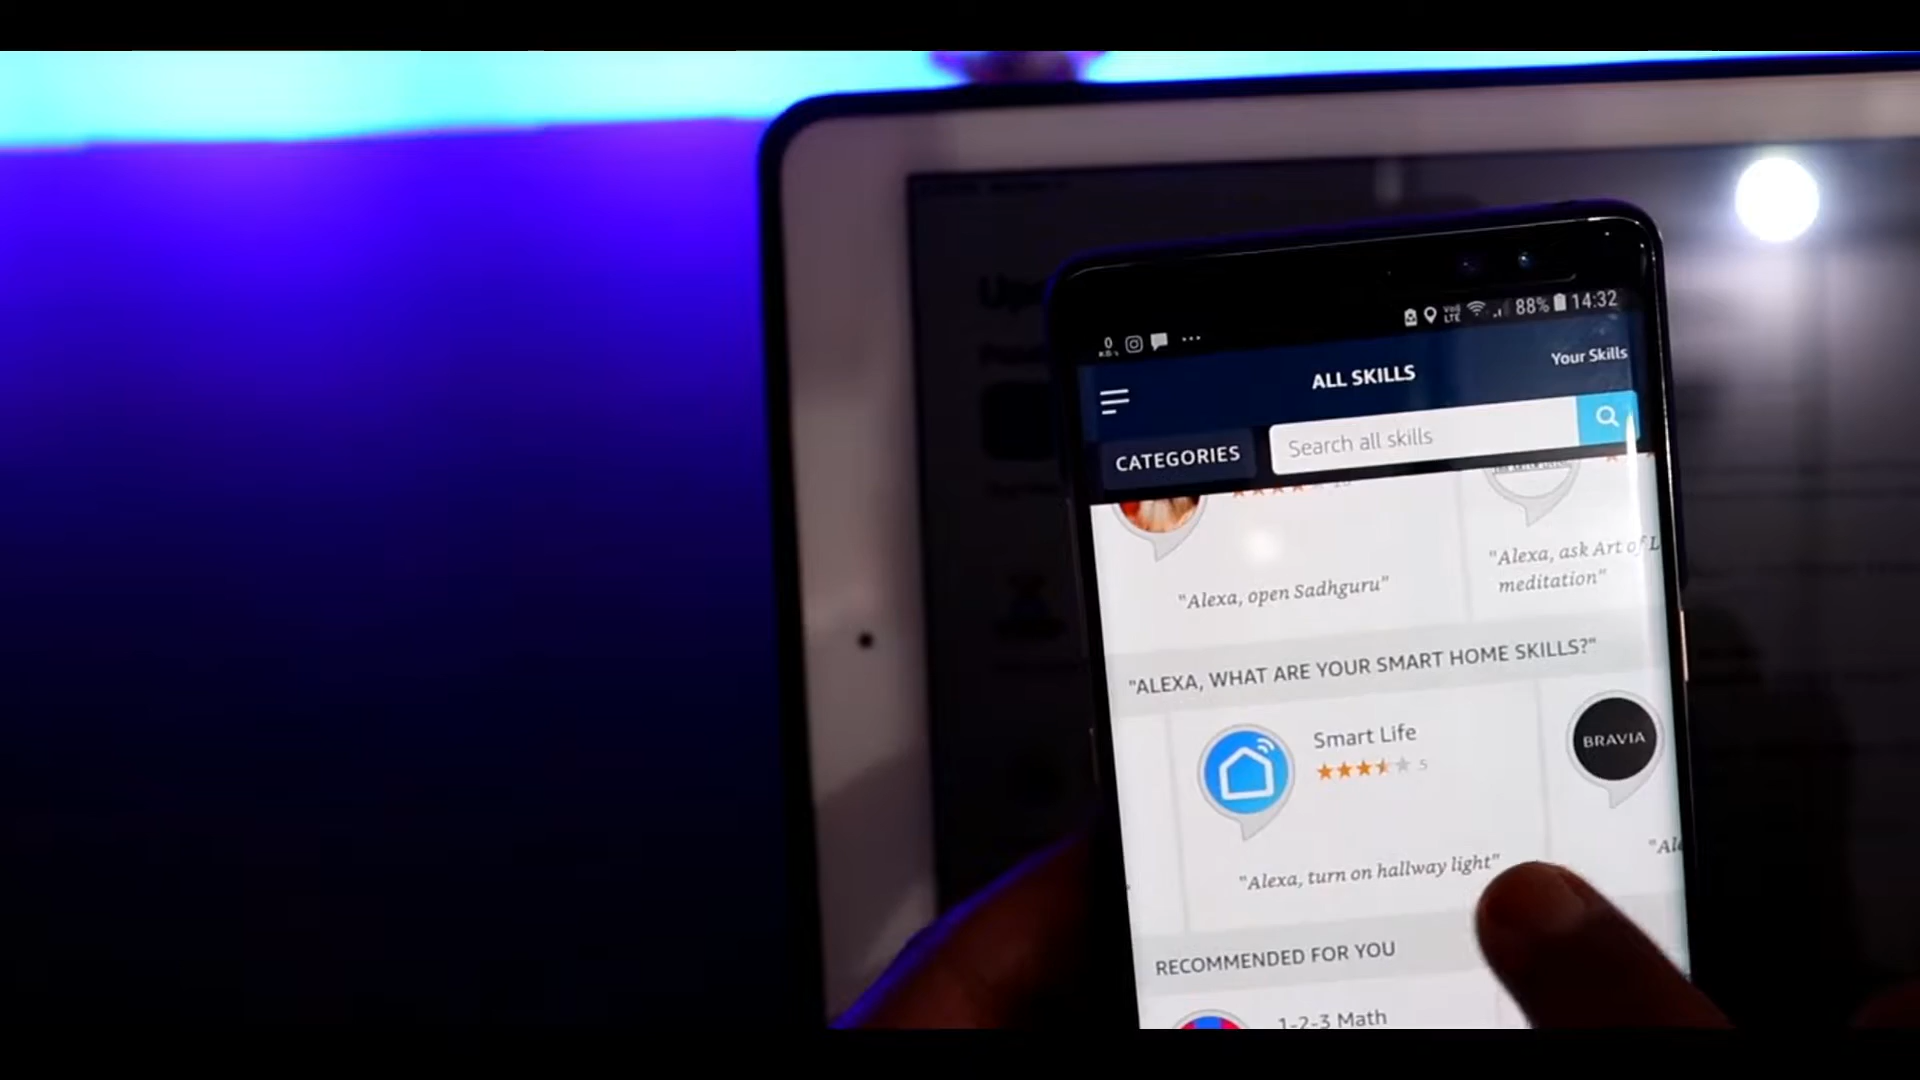 0
88% 14:32
ALL SKILLS
Your Skills
CATEGORIES
Search all skills
"Alexa, open Sadhguru"
"Alexa, ask Art of L
meditation"
"ALEXA, WHAT ARE YOUR SMART HOME SKILLS?"
Smart Life
5
BRAVIA
"Alexa, turn on hallway light"
"Ale
RECOMMENDED FOR YOU
1-2-3 Math